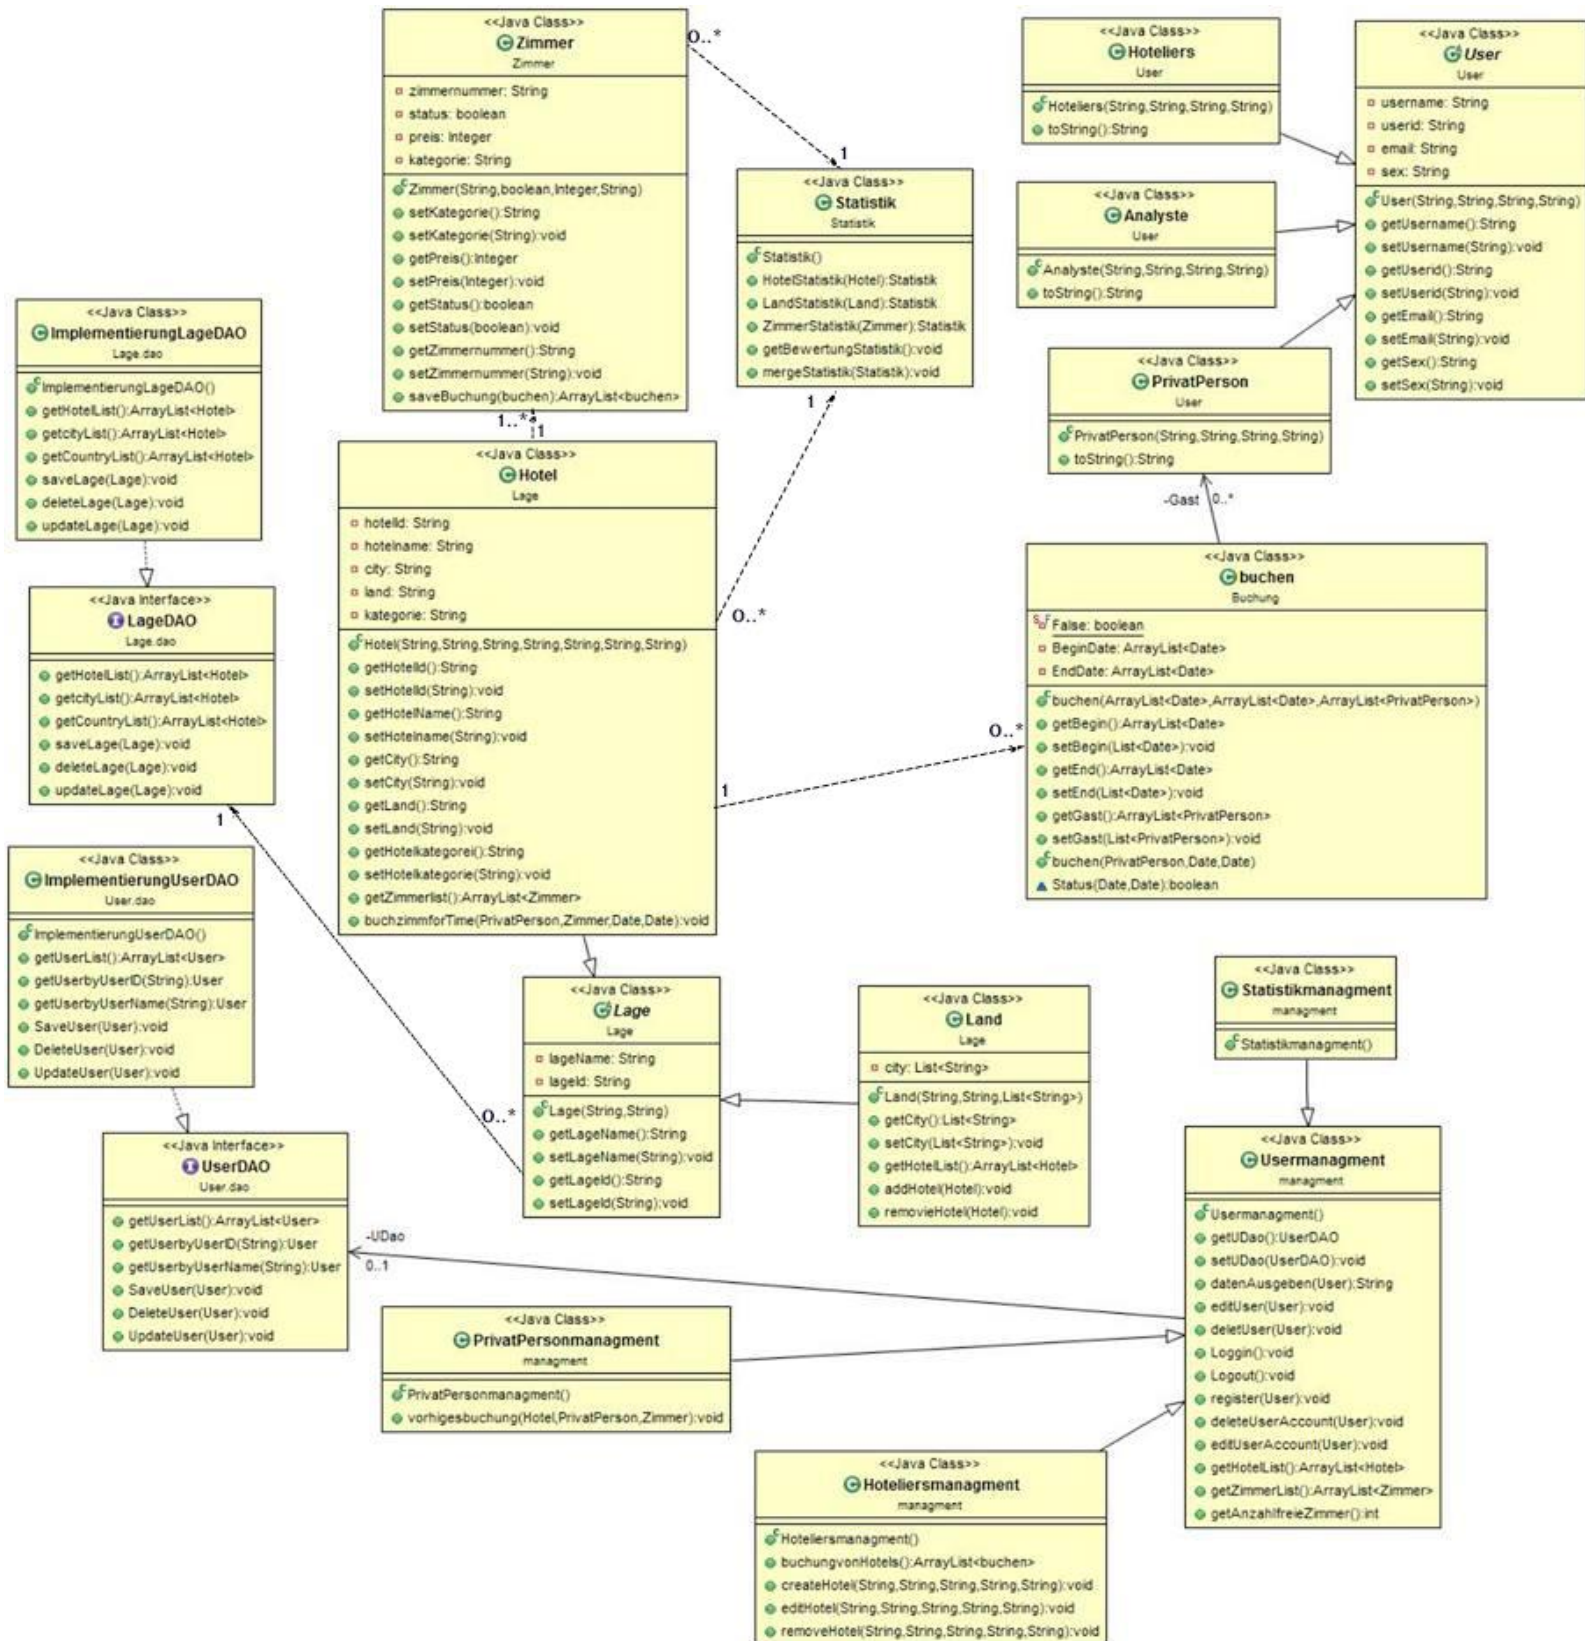 <<Java Class>>
Zimmer
Zimmer
zimmernummer: String
status: boolean
preis: Integer
kategorie: String
Zimmer(String,boolean,Integer,String)
setKategorie():String
setKategorie(String):void
getPreis():Integer
setPreis(Integer):void
getStatus():boolean
setStatus(boolean):void
getZimmernummer():String
setZimmernummer(String):void
saveBuchung(buchen):ArrayList<buchen>
0..*
1
<<Java Class>>
Statistik
Statistik
Statistik()
HotelStatistik(Hotel):Statistik
LandStatistik(Land):Statistik
ZimmerStatistik(Zimmer):Statistik
getBewertungStatistik():void
mergeStatistik(Statistik):void
1
0..*
<<Java Class>>
Hoteliers
User
Hoteliers(String,String,String,String)
toString():String
<<Java Class>>
User
User
username: String
userid: String
email: String
sex: String
User(String,String,String,String)
getUsername():String
setUsername(String):void
getUserid():String
setUserid(String):void
getEmail():String
setEmail(String):void
getSex():String
setSex(String):void
<<Java Class>>
Analyste
User
Analyste(String,String,String,String)
toString():String
<<Java Class>>
PrivatPerson
User
PrivatPerson(String,String,String,String)
toString():String
-Gast 0..*
<<Java Class>>
ImplementierungLageDAO
Lage.dao
ImplementierungLageDAO()
getHotelList():ArrayList<Hotel>
getcityList():ArrayList<Hotel>
getCountryList():ArrayList<Hotel>
saveLage(Lage):void
deleteLage(Lage):void
updateLage(Lage):void
<<Java Interface>>
LageDAO
Lage.dao
getHotelList():ArrayList<Hotel>
getcityList():ArrayList<Hotel>
getCountryList():ArrayList<Hotel>
saveLage(Lage):void
deleteLage(Lage):void
updateLage(Lage):void
1
1..*
1
<<Java Class>>
Hotel
Lage
hotelId: String
hotelname: String
city: String
land: String
kategorie: String
Hotel(String,String,String,String,String,String,String)
getHotelId():String
setHotelId(String):void
getHotelName():String
setHotelname(String):void
getCity():String
setCity(String):void
getLand():String
setLand(String):void
getHotelkategorei():String
setHotelkategorie(String):void
getZimmerlist():ArrayList<Zimmer>
buchzimmforTime(PrivatPerson,Zimmer,Date,Date):void
1
0..*
<<Java Class>>
buchen
Buchung
False: boolean
BeginDate: ArrayList<Date>
EndDate: ArrayList<Date>
buchen(ArrayList<Date>,ArrayList<Date>,ArrayList<PrivatPerson>)
getBegin():ArrayList<Date>
setBegin(List<Date>):void
getEnd():ArrayList<Date>
setEnd(List<Date>):void
getGast():ArrayList<PrivatPerson>
setGast(List<PrivatPerson>):void
buchen(PrivatPerson,Date,Date)
Status(Date,Date):boolean
<<Java Class>>
ImplementierungUserDAO
User.dao
ImplementierungUserDAO()
getUserList():ArrayList<User>
getUserbyUserID(String):User
getUserbyUserName(String):User
SaveUser(User):void
DeleteUser(User):void
UpdateUser(User):void
<<Java Interface>>
UserDAO
User.dao
getUserList():ArrayList<User>
getUserbyUserID(String):User
getUserbyUserName(String):User
SaveUser(User):void
DeleteUser(User):void
UpdateUser(User):void
0..*
<<Java Class>>
Lage
Lage
lageName: String
lageId: String
Lage(String,String)
getLageName():String
setLageName(String):void
getLageId():String
setLageId(String):void
<<Java Class>>
Land
Lage
city: List<String>
Land(String,String,List<String>)
getCity():List<String>
setCity(List<String>):void
getHotelList():ArrayList<Hotel>
addHotel(Hotel):void
removieHotel(Hotel):void
<<Java Class>>
Statistikmanagment
managment
Statistikmanagment()
<<Java Class>>
Usermanagment
managment
Usermanagment()
getUDao():UserDAO
setUDao(UserDAO):void
datenAusgeben(User):String
editUser(User):void
deletUser(User):void
Loggin():void
Logout():void
register(User):void
deleteUserAccount(User):void
editUserAccount(User):void
getHotelList():ArrayList<Hotel>
getZimmerList():ArrayList<Zimmer>
getAnzahlfreieZimmer():int
-UDao
0..1
<<Java Class>>
PrivatPersonmanagment
managment
PrivatPersonmanagment()
vorhigesbuchung(Hotel,PrivatPerson,Zimmer):void
<<Java Class>>
Hoteliersmanagment
managment
Hoteliersmanagment()
buchungvonHotels():ArrayList<buchen>
createHotel(String,String,String,String,String):void
editHotel(String,String,String,String,String):void
removeHotel(String,String,String,String,String):void